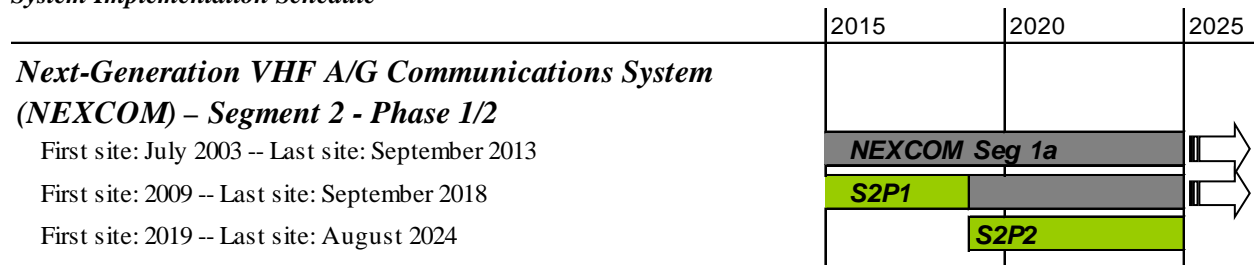 System Implementation Schedule
2015 2020 2025
Next-Generation VHF A/G Communications System
(NEXCOM) – Segment 2 - Phase 1/2
First site: July 2003 -- Last site: September 2013 NEXCOM Seg 1a
First site: 2009 -- Last site: September 2018 S2P1
First site: 2019 -- Last site: August 2024 S2P2